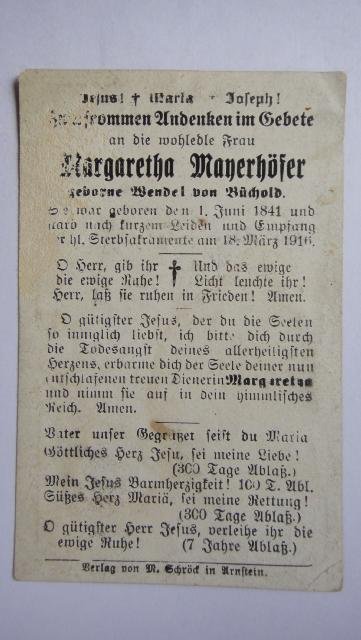 Jesus! † Maria † Joseph!
frommen Andenken im Gebete
an die wohledle Frau
Margaretha Mayerhöfer
geborne Wendel von Büchold.
Sie war geboren den 1. Juni 1841 und
starb nach kurzem Leiden und Empfang
der hl. Sterbsakramente am 18. März 1916.
O Herr, gib ihr † Und das ewige
die ewige Ruhe! Licht leuchte ihr!
Herr, laß sie ruhen in Frieden! Amen.
O gütigster Jesus, der du die Seelen
so inniglich liebst, ich bitte dich durch
die Todesangst deines allerheiligsten
Herzens, erbarme dich der Seele deiner nun
entschlafenen treuen Dienerin Margaretha
und nimm sie auf in dein himmlisches
Reich. Amen.
Vater unser Gegrüßet seist du Maria
Göttliches Herz Jesu, sei meine Liebe!
(300 Tage Ablaß.)
Mein Jesus Barmherzigkeit! 100 T. Abl.
Süßes Herz Mariä, sei meine Rettung!
(300 Tage Ablaß.)
O gütigster Herr Jesus, verleihe ihr die
ewige Ruhe! (7 Jahre Ablaß.)
Verlag von M. Schröck in Arnstein.